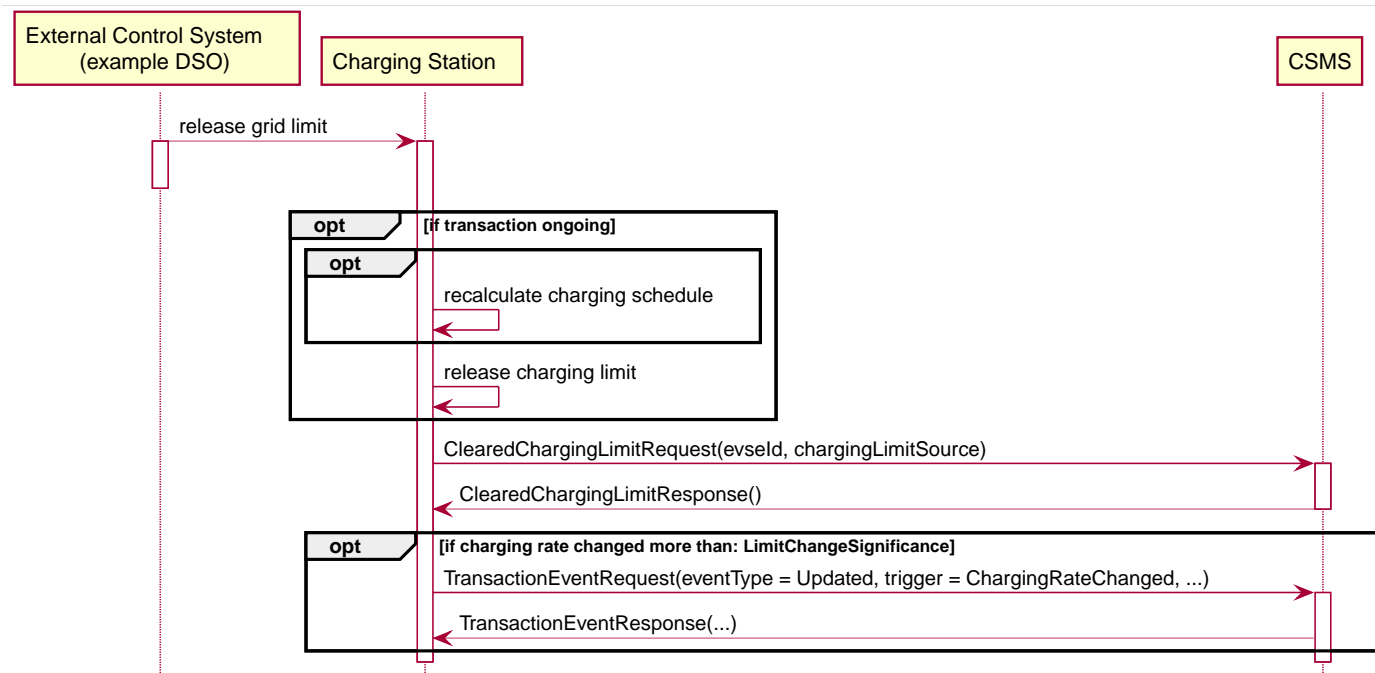 External Control System
(example DSO)
Charging Station
CSMS
release grid limit
opt [if transaction ongoing]
opt
recalculate charging schedule
release charging limit
ClearedChargingLimitRequest(evseId, chargingLimitSource)
ClearedChargingLimitResponse()
opt [if charging rate changed more than: LimitChangeSignificance]
TransactionEventRequest(eventType = Updated, trigger = ChargingRateChanged, ...)
TransactionEventResponse(...)